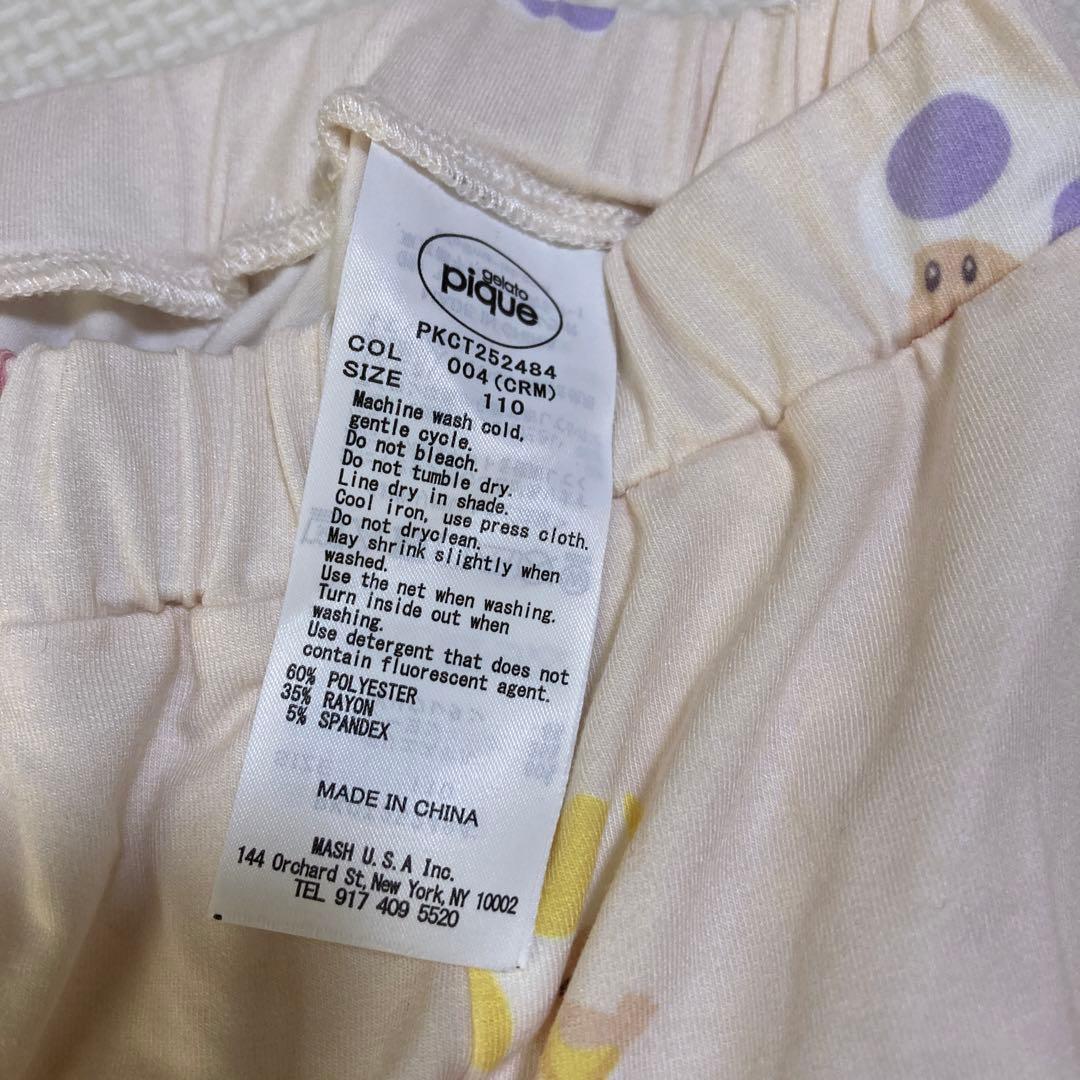 gelato
pique
PKCT252484
COL 004(CRM)
SIZE 110
Machine wash cold,
gentle cycle.
Do not bleach.
Do not tumble dry.
Line dry in shade.
Cool iron, use press cloth.
Do not dryclean.
May shrink slightly when
washed.
Use the net when washing.
Turn inside out when
washing.
Use detergent that does not
contain fluorescent agent.
60% POLYESTER
35% RAYON
5% SPANDEX
MADE IN CHINA
MASH U.S.A Inc.
144 Orchard St, New York, NY 10002
TEL 917 409 5520